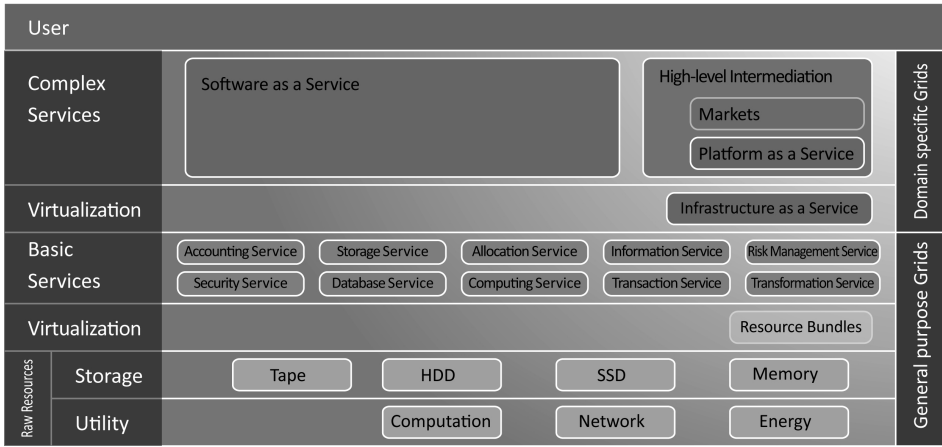 User
Complex
Services
Software as a Service
High-level Intermediation
Markets
Platform as a Service
Domain specific Grids
Virtualization
Infrastructure as a Service
Basic
Services
Accounting Service
Storage Service
Allocation Service
Information Service
Risk Management Service
Security Service
Database Service
Computing Service
Transaction Service
Transformation Service
General purpose Grids
Virtualization
Resource Bundles
Raw Resources
Storage
Tape
HDD
SSD
Memory
Utility
Computation
Network
Energy